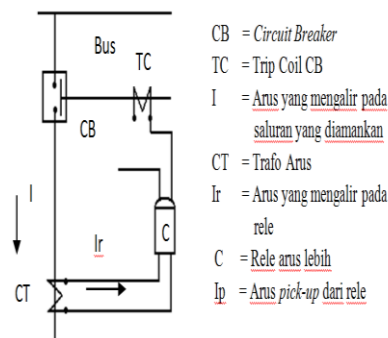 Bus
TC
CB
I
Ir
C
CT
CB = Circuit Breaker
TC = Trip Coil CB
I = Arus yang mengalir pada
saluran yang diamankan
CT = Trafo Arus
Ir = Arus yang mengalir pada
rele
C = Rele arus lebih
Ip = Arus pick-up dari rele